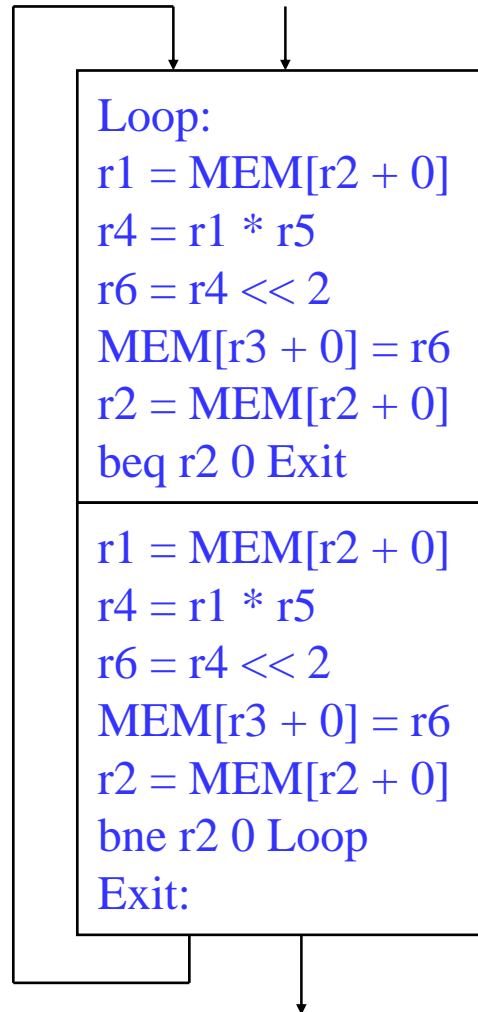 Loop:
r1 = MEM[r2 + 0]
r4 = r1 * r5
r6 = r4 << 2
MEM[r3 + 0] = r6
r2 = MEM[r2 + 0]
beq r2 0 Exit
r1 = MEM[r2 + 0]
r4 = r1 * r5
r6 = r4 << 2
MEM[r3 + 0] = r6
r2 = MEM[r2 + 0]
bne r2 0 Loop
Exit: